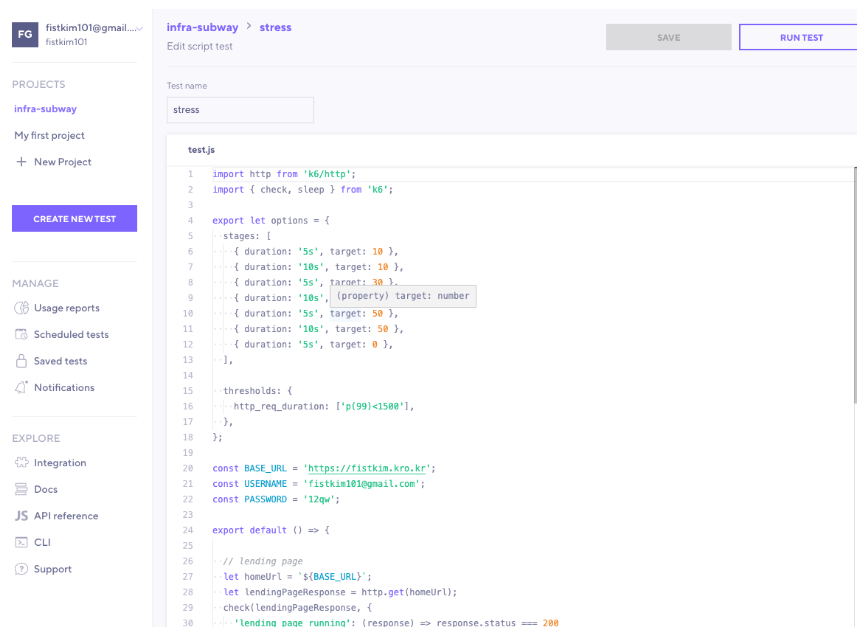 FG
fistkim101@gmail....
fistkim101
PROJECTS
infra-subway
My first project
New Project
CREATE NEW TEST
MANAGE
Usage reports
Scheduled tests
Saved tests
Notifications
EXPLORE
Integration
Docs
JS API reference
CLI
Support
infra-subway > stress
Edit script test
SAVE
RUN TEST
Test name
stress
test.js
1 import http from 'k6/http';
2 import { check, sleep } from 'k6';
3
4 export let options = {
5 stages: [
6 { duration: '5s', target: 10 },
7 { duration: '10s', target: 10 },
8 { duration: '5s', target: 30 },
9 { duration: '10s',
(property) target: number
10 { duration: '5s', target: 50 },
11 { duration: '10s', target: 50 },
12 { duration: '5s', target: 0 },
13 ],
14
15 thresholds: {
16 http_req_duration: ['p(99)<1500'],
17 },
18 };
19
20 const BASE_URL = 'https://fistkim.kro.kr';
21 const USERNAME = 'fistkim101@gmail.com';
22 const PASSWORD = '12qw';
23
24 export default () => {
25
26 // lending page
27 let homeUrl = `${BASE_URL}`;
28 let lendingPageResponse = http.get(homeUrl);
29 check(lendingPageResponse, {
30 'lending page running': (response) => response.status === 200